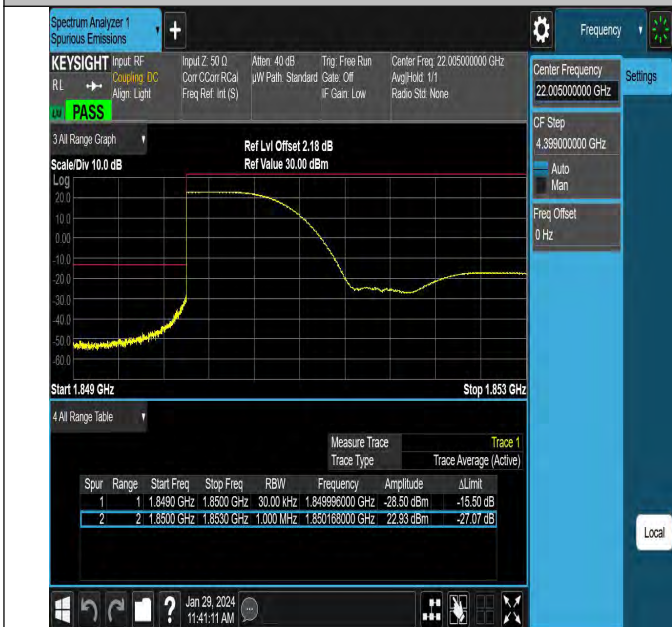 Spectrum Analyzer 1
Spurious Emissions
+
Frequency
KEYSIGHT
RL
Input: RF
Coupling: DC
Align: Light
Input Z: 50 Ω
Corr CCorr RCal
Freq Ref: Int (S)
Atten: 40 dB
µW Path: Standard
Trig: Free Run
Gate: Off
IF Gain: Low
Center Freq: 22.005000000 GHz
Avg|Hold: 1/1
Radio Std: None
PASS
3 All Range Graph
Scale/Div 10.0 dB
Ref Lvl Offset 2.18 dB
Ref Value 30.00 dBm
Log
20.0
10.0
0.00
-10.0
-20.0
-30.0
-40.0
-50.0
-60.0
Start 1.849 GHz
Stop 1.853 GHz
4 All Range Table
Measure Trace Trace 1
Trace Type Trace Average (Active)
Spur Range Start Freq Stop Freq RBW Frequency Amplitude ΔLimit
1 1 1.8490 GHz 1.8500 GHz 30.00 kHz 1.849996000 GHz -28.50 dBm -15.50 dB
2 2 1.8500 GHz 1.8530 GHz 1.000 MHz 1.850168000 GHz 22.93 dBm -27.07 dB
Center Frequency
22.005000000 GHz
Settings
CF Step
4.399000000 GHz
Auto
Man
Freq Offset
0 Hz
Local
?
Jan 29, 2024
11:41:11 AM